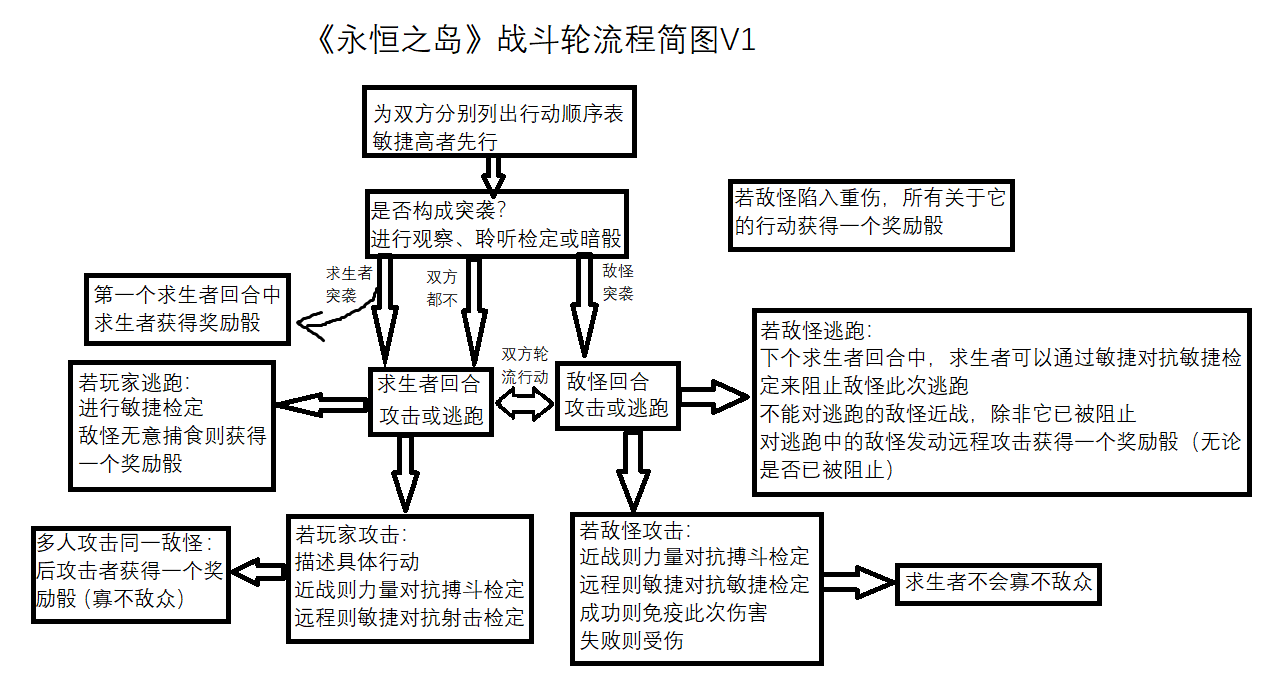 《永恒之岛》战斗轮流程简图V1
为双方分别列出行动顺序表
敏捷高者先行
是否构成突袭？
进行观察、聆听检定或暗骰
若敌怪陷入重伤，所有关于它
的行动获得一个奖励骰
求生者
突袭
双方
都不
敌怪
突袭
第一个求生者回合中
求生者获得奖励骰
若玩家逃跑：
进行敏捷检定
敌怪无意捕食则获得
一个奖励骰
求生者回合
攻击或逃跑
双方轮
流行动
敌怪回合
攻击或逃跑
若敌怪逃跑：
下个求生者回合中，求生者可以通过敏捷对抗敏捷检
定来阻止敌怪此次逃跑
不能对逃跑的敌怪近战，除非它已被阻止
对逃跑中的敌怪发动远程攻击获得一个奖励骰（无论
是否已被阻止）
多人攻击同一敌怪：
后攻击者获得一个奖
励骰（寡不敌众）
若玩家攻击：
描述具体行动
近战则力量对抗搏斗检定
远程则敏捷对抗射击检定
若敌怪攻击：
近战则力量对抗搏斗检定
远程则敏捷对抗敏捷检定
成功则免疫此次伤害
失败则受伤
求生者不会寡不敌众